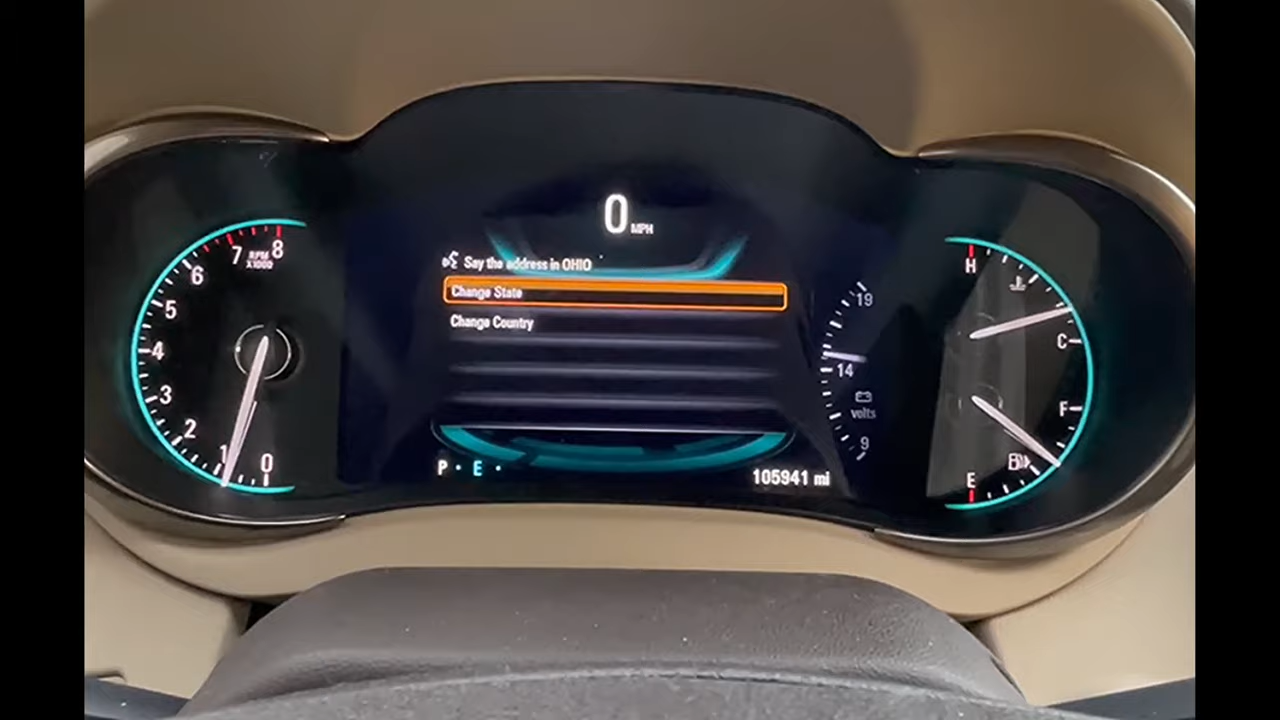 0 MPH
Say the address in OHIO
Change State
Change Country
P · E ·
105941 mi
8
7
6
5
4
3
2
1
0
RPM
X1000
19
14
volts
9
H
C
F
E